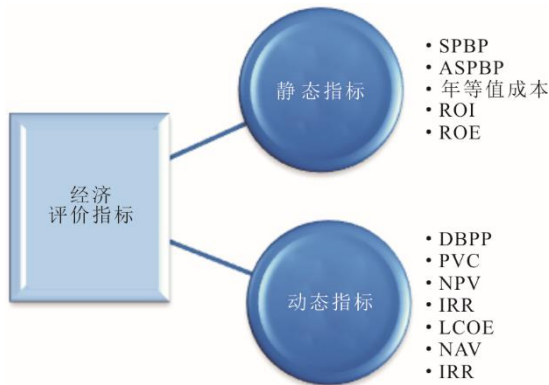 经济
评价指标
静态指标
• SPBP
• ASPBP
• 年等值成本
• ROI
• ROE
动态指标
• DBPP
• PVC
• NPV
• IRR
• LCOE
• NAV
• IRR